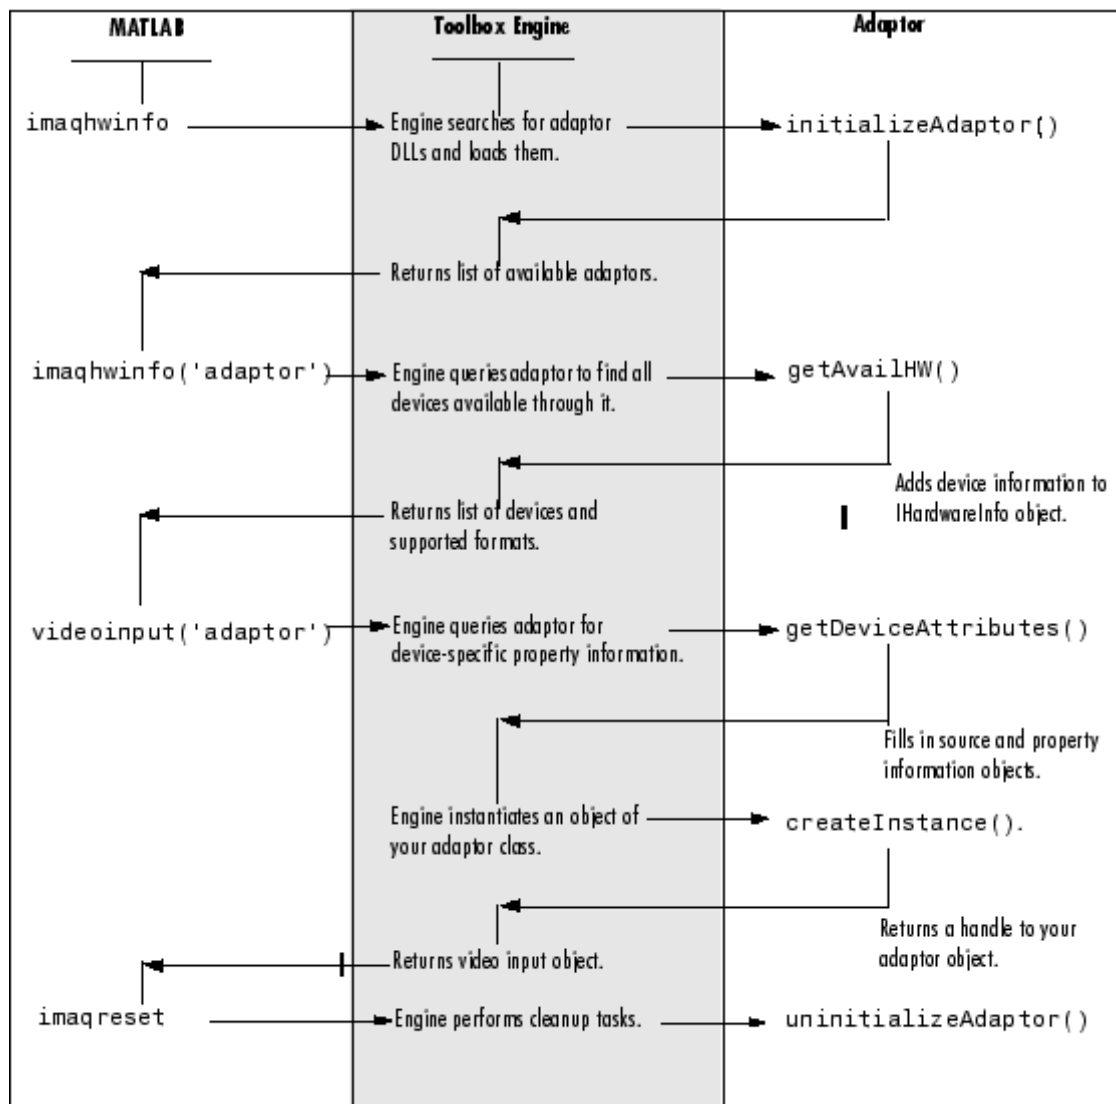 MATLAB
Toolbox Engine
Adaptor
imaqhwinfo
Engine searches for adaptor
DLLs and loads them.
initializeAdaptor()
Returns list of available adaptors.
imaqhwinfo('adaptor')
Engine queries adaptor to find all
devices available through it.
getAvailHW()
Adds device information to
IHardwareInfo object.
Returns list of devices and
supported formats.
videoinput('adaptor')
Engine queries adaptor for
device-specific property information.
getDeviceAttributes()
Fills in source and property
information objects.
Engine instantiates an object of
your adaptor class.
createInstance().
Returns a handle to your
adaptor object.
Returns video input object.
imaqreset
Engine performs cleanup tasks.
uninitializeAdaptor()